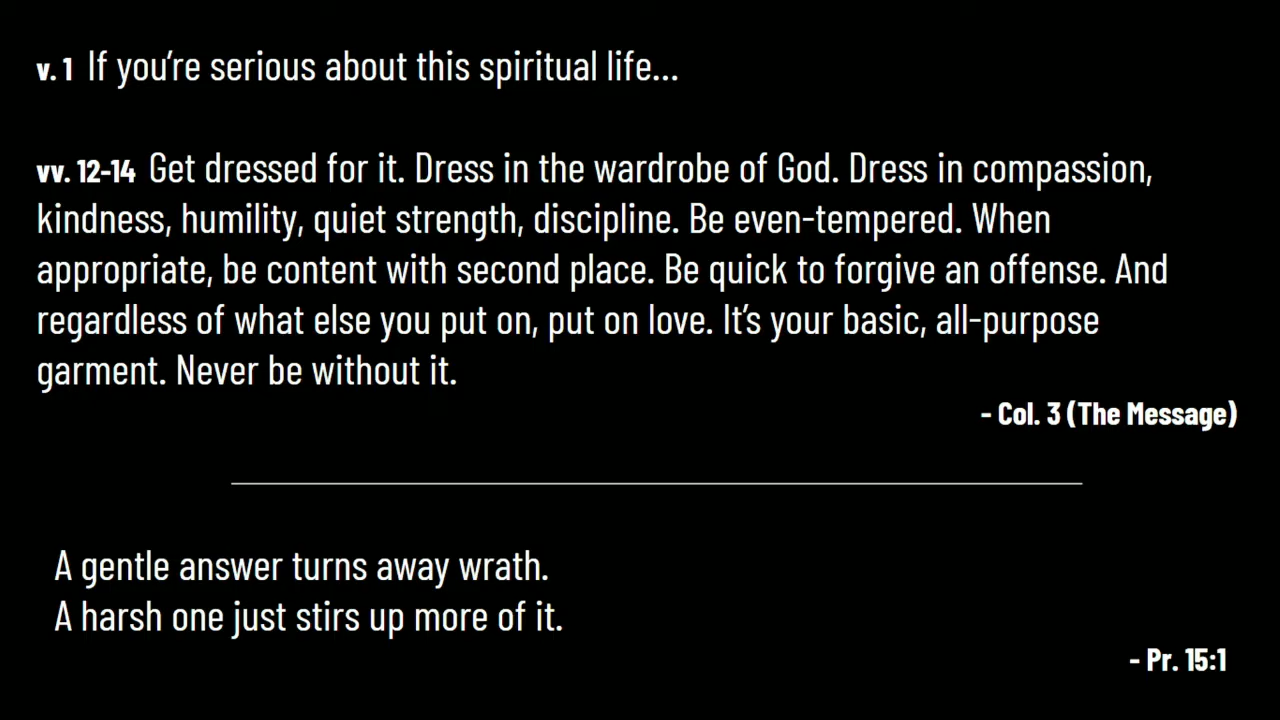 v. 1 If you’re serious about this spiritual life...
vv. 12-14 Get dressed for it. Dress in the wardrobe of God. Dress in compassion,
kindness, humility, quiet strength, discipline. Be even-tempered. When
appropriate, be content with second place. Be quick to forgive an offense. And
regardless of what else you put on, put on love. It’s your basic, all-purpose
garment. Never be without it.
- Col. 3 (The Message)
A gentle answer turns away wrath.
A harsh one just stirs up more of it.
- Pr. 15:1